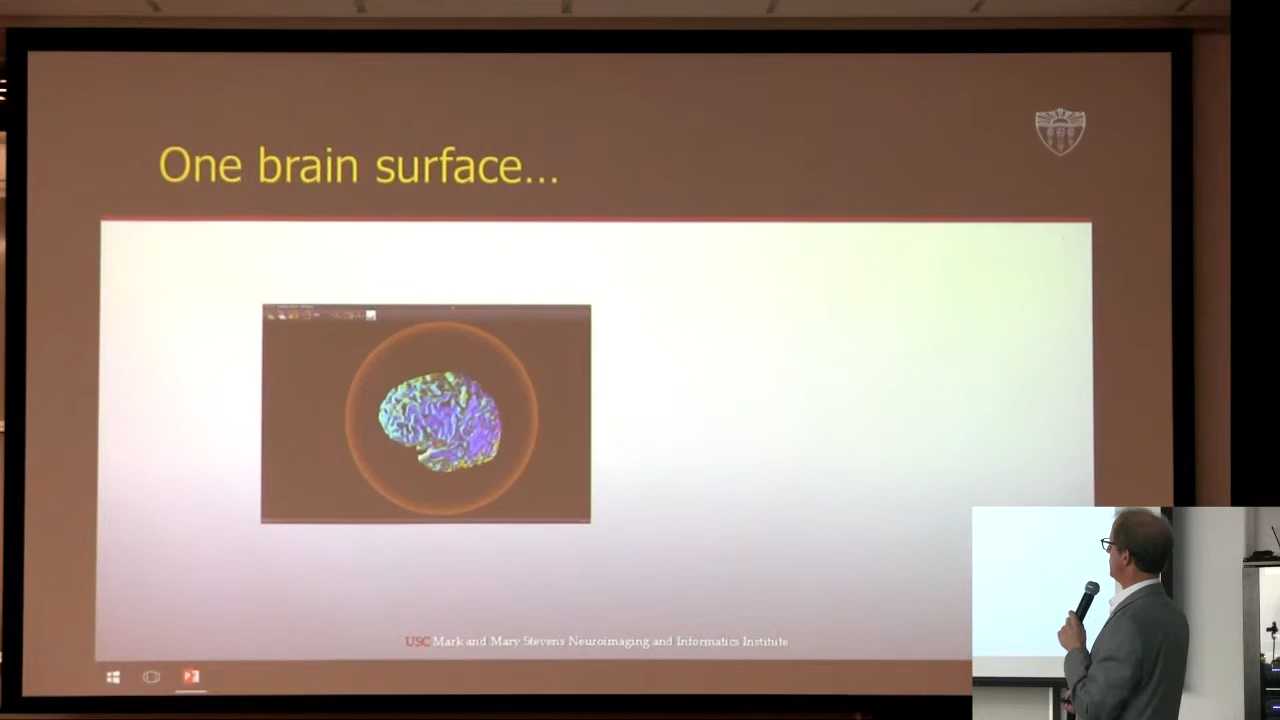 One brain surface...
USC Mark and Mary Stevens Neuroimaging and Informatics Institute